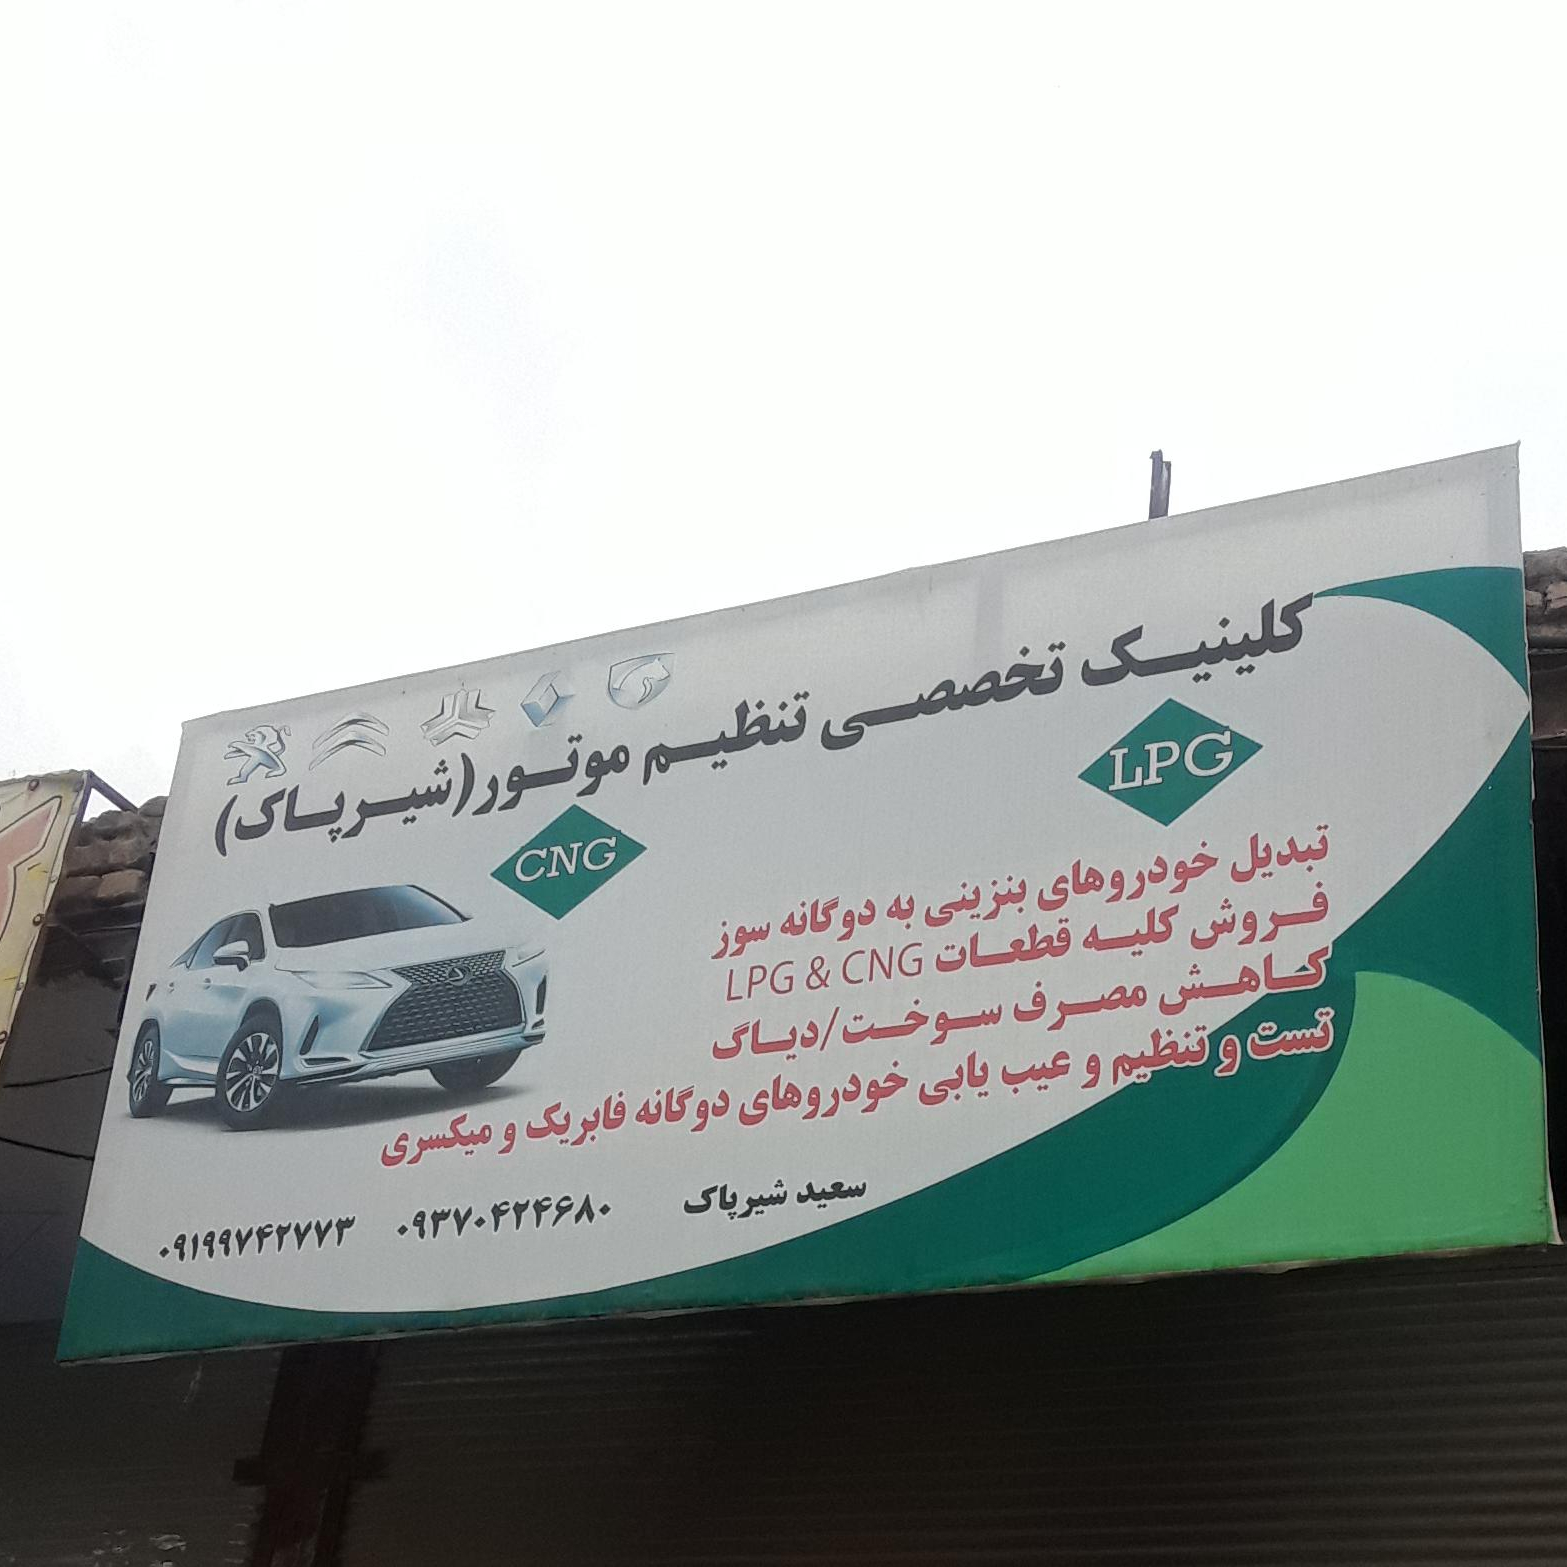 کلینیک تخصصی تنظیم موتور(شیرپاک)
LPG
CNG
تبدیل خودروهای بنزینی به دوگانه سوز
فروش کلیه قطعات LPG & CNG
کاهش مصرف سوخت/دیاگ
تست و تنظیم و عیب یابی خودروهای دوگانه فابریک و میکسری
سعید شیرپاک ۰۹۳۷۰۴۲۴۶۸۰ ۰۹۱۹۹۷۴۲۷۷۳